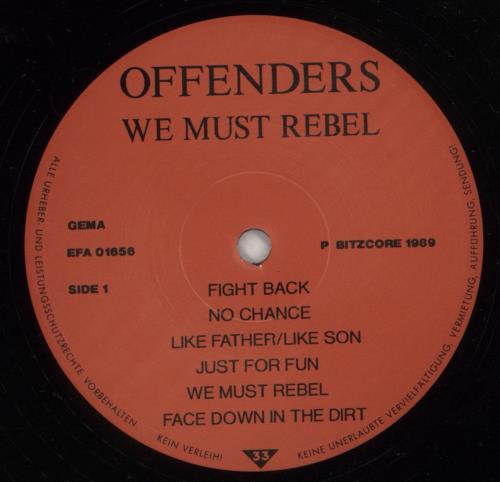 OFFENDERS
WE MUST REBEL
GEMA
EFA 01656
P BITZCORE 1989
SIDE 1
FIGHT BACK
NO CHANCE
LIKE FATHER/LIKE SON
JUST FOR FUN
WE MUST REBEL
FACE DOWN IN THE DIRT
33
ALLE URHEBER- UND LEISTUNGSSCHUTZRECHTE VORBEHALTEN. KEIN VERLEIH! KEINE UNERLAUBTE VERVIELFÄLTIGUNG, VERMIETUNG, AUFFÜHRUNG, SENDUNG!